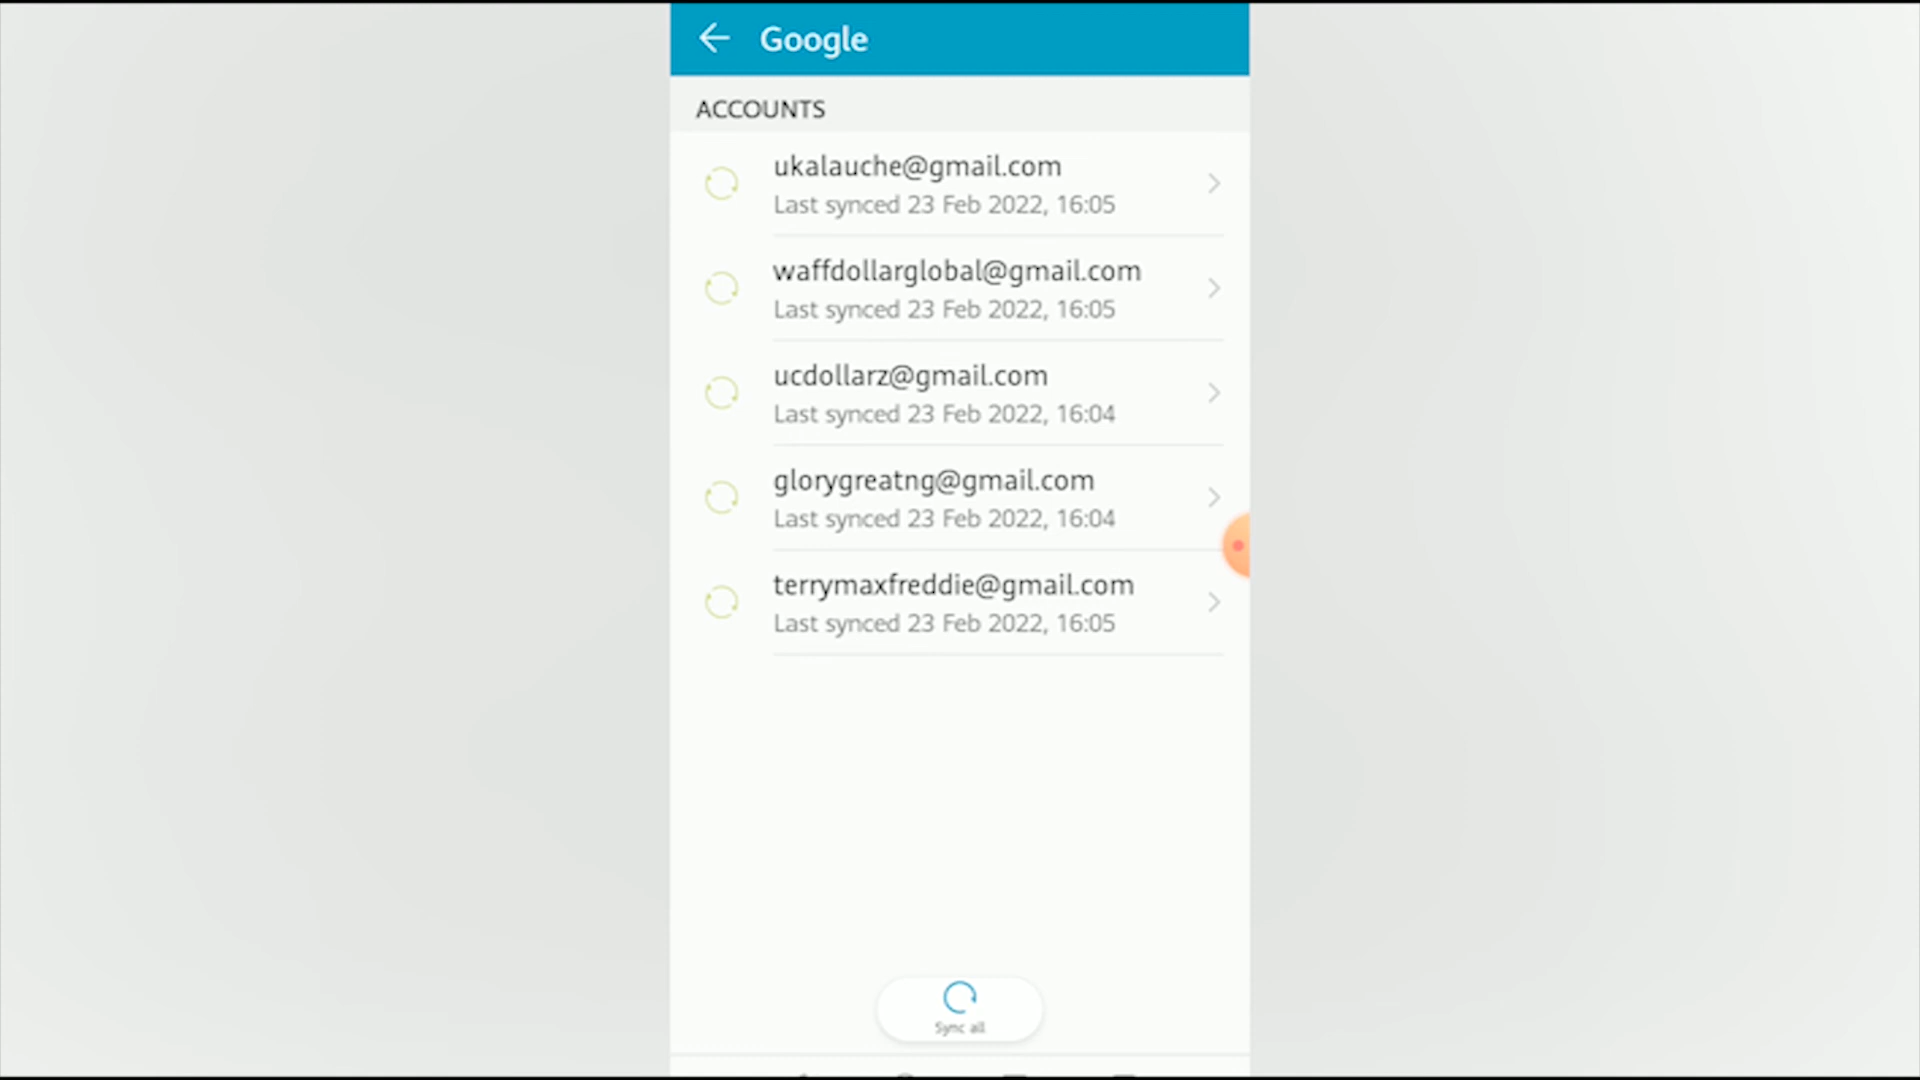 Google
ACCOUNTS
ukalauche@gmail.com
Last synced 23 Feb 2022, 16:05
waffdollarglobal@gmail.com
Last synced 23 Feb 2022, 16:05
ucdollarz@gmail.com
Last synced 23 Feb 2022, 16:04
glorygreatng@gmail.com
Last synced 23 Feb 2022, 16:04
terrymaxfreddie@gmail.com
Last synced 23 Feb 2022, 16:05
Sync all